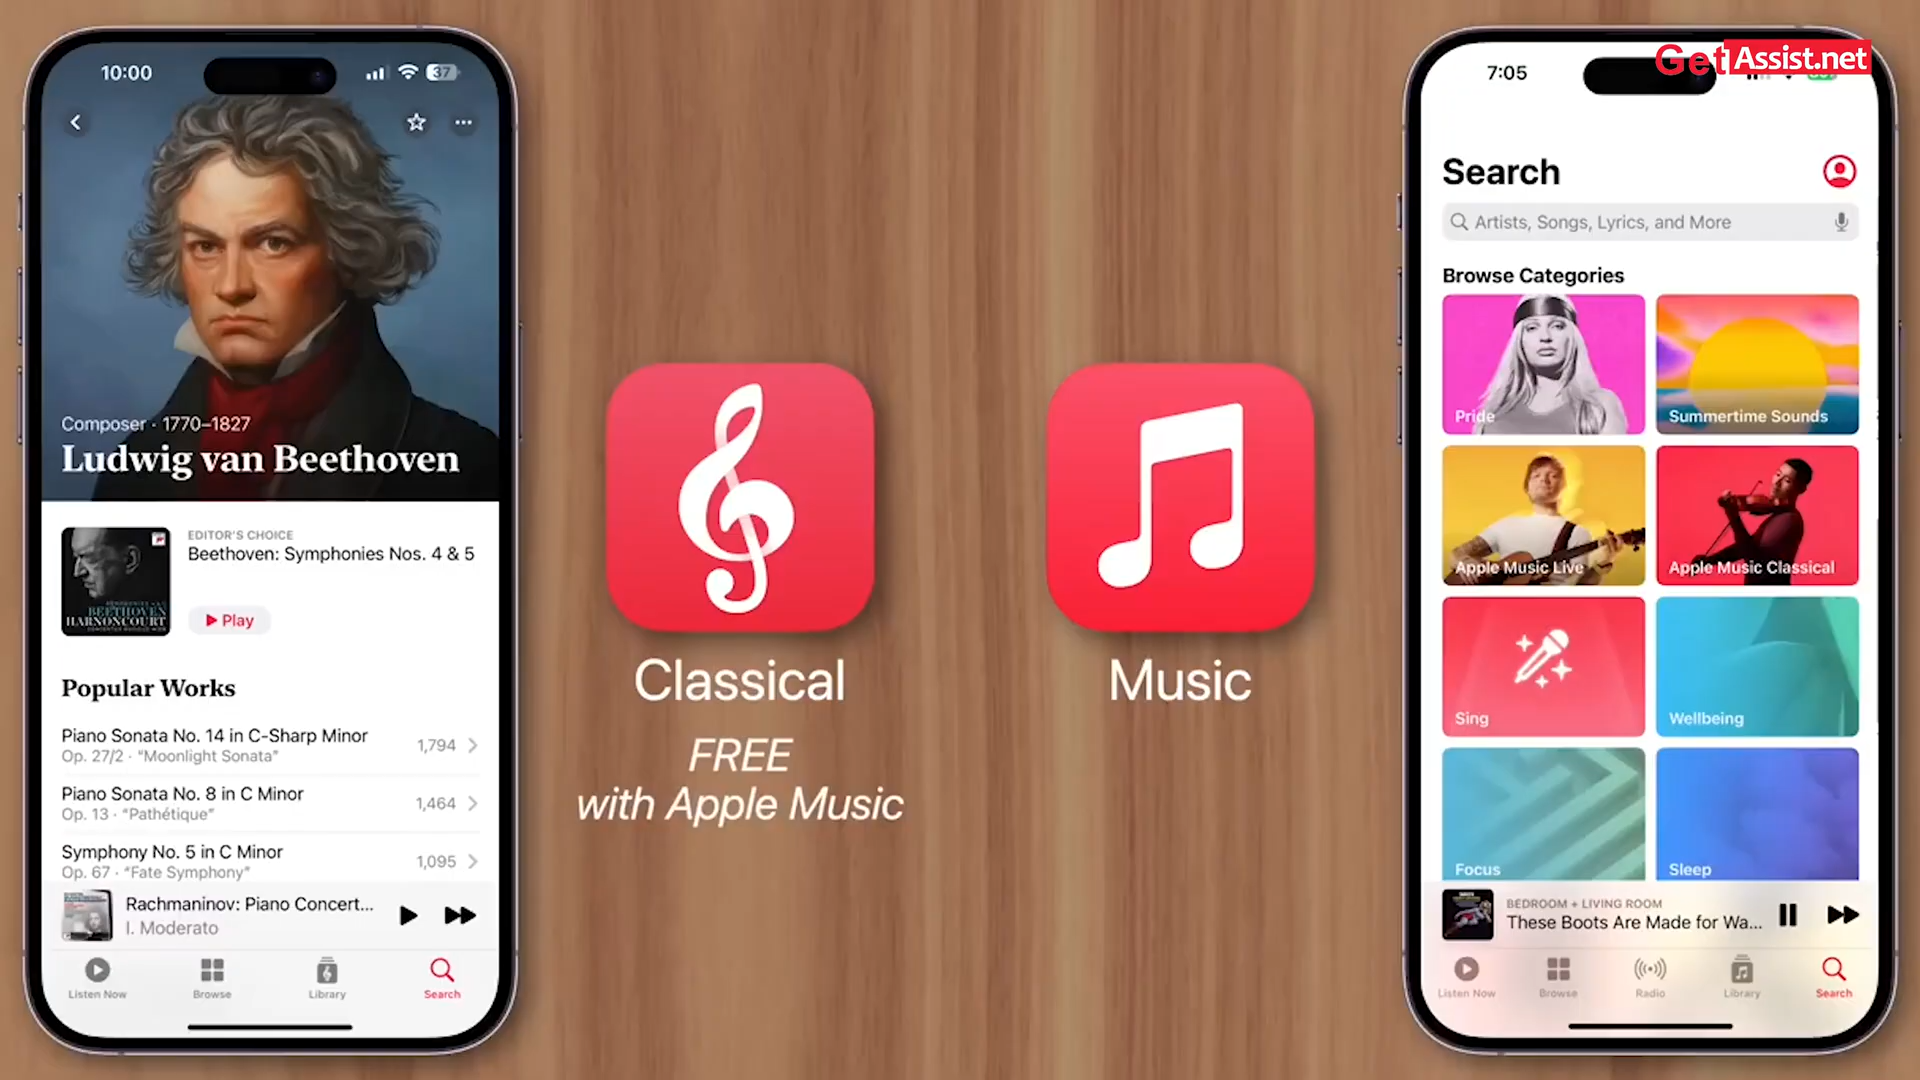 10:00
37
Composer · 1770–1827
Ludwig van Beethoven
EDITOR'S CHOICE
Beethoven: Symphonies Nos. 4 & 5
BEETHOVEN
HARNONCOURT
Play
Popular Works
Piano Sonata No. 14 in C-Sharp Minor
Op. 27/2 · “Moonlight Sonata”
1,794
Piano Sonata No. 8 in C Minor
Op. 13 · “Pathétique”
1,464
Symphony No. 5 in C Minor
Op. 67 · “Fate Symphony”
1,095
Rachmaninov: Piano Concert...
I. Moderato
Listen Now
Browse
Library
Search
Classical
FREE
with Apple Music
Music
GetAssist.net
7:05
Search
Artists, Songs, Lyrics, and More
Browse Categories
Pride
Summertime Sounds
Apple Music Live
Apple Music Classical
Sing
Wellbeing
Focus
Sleep
BEDROOM + LIVING ROOM
These Boots Are Made for Wa...
Listen Now
Browse
Radio
Library
Search